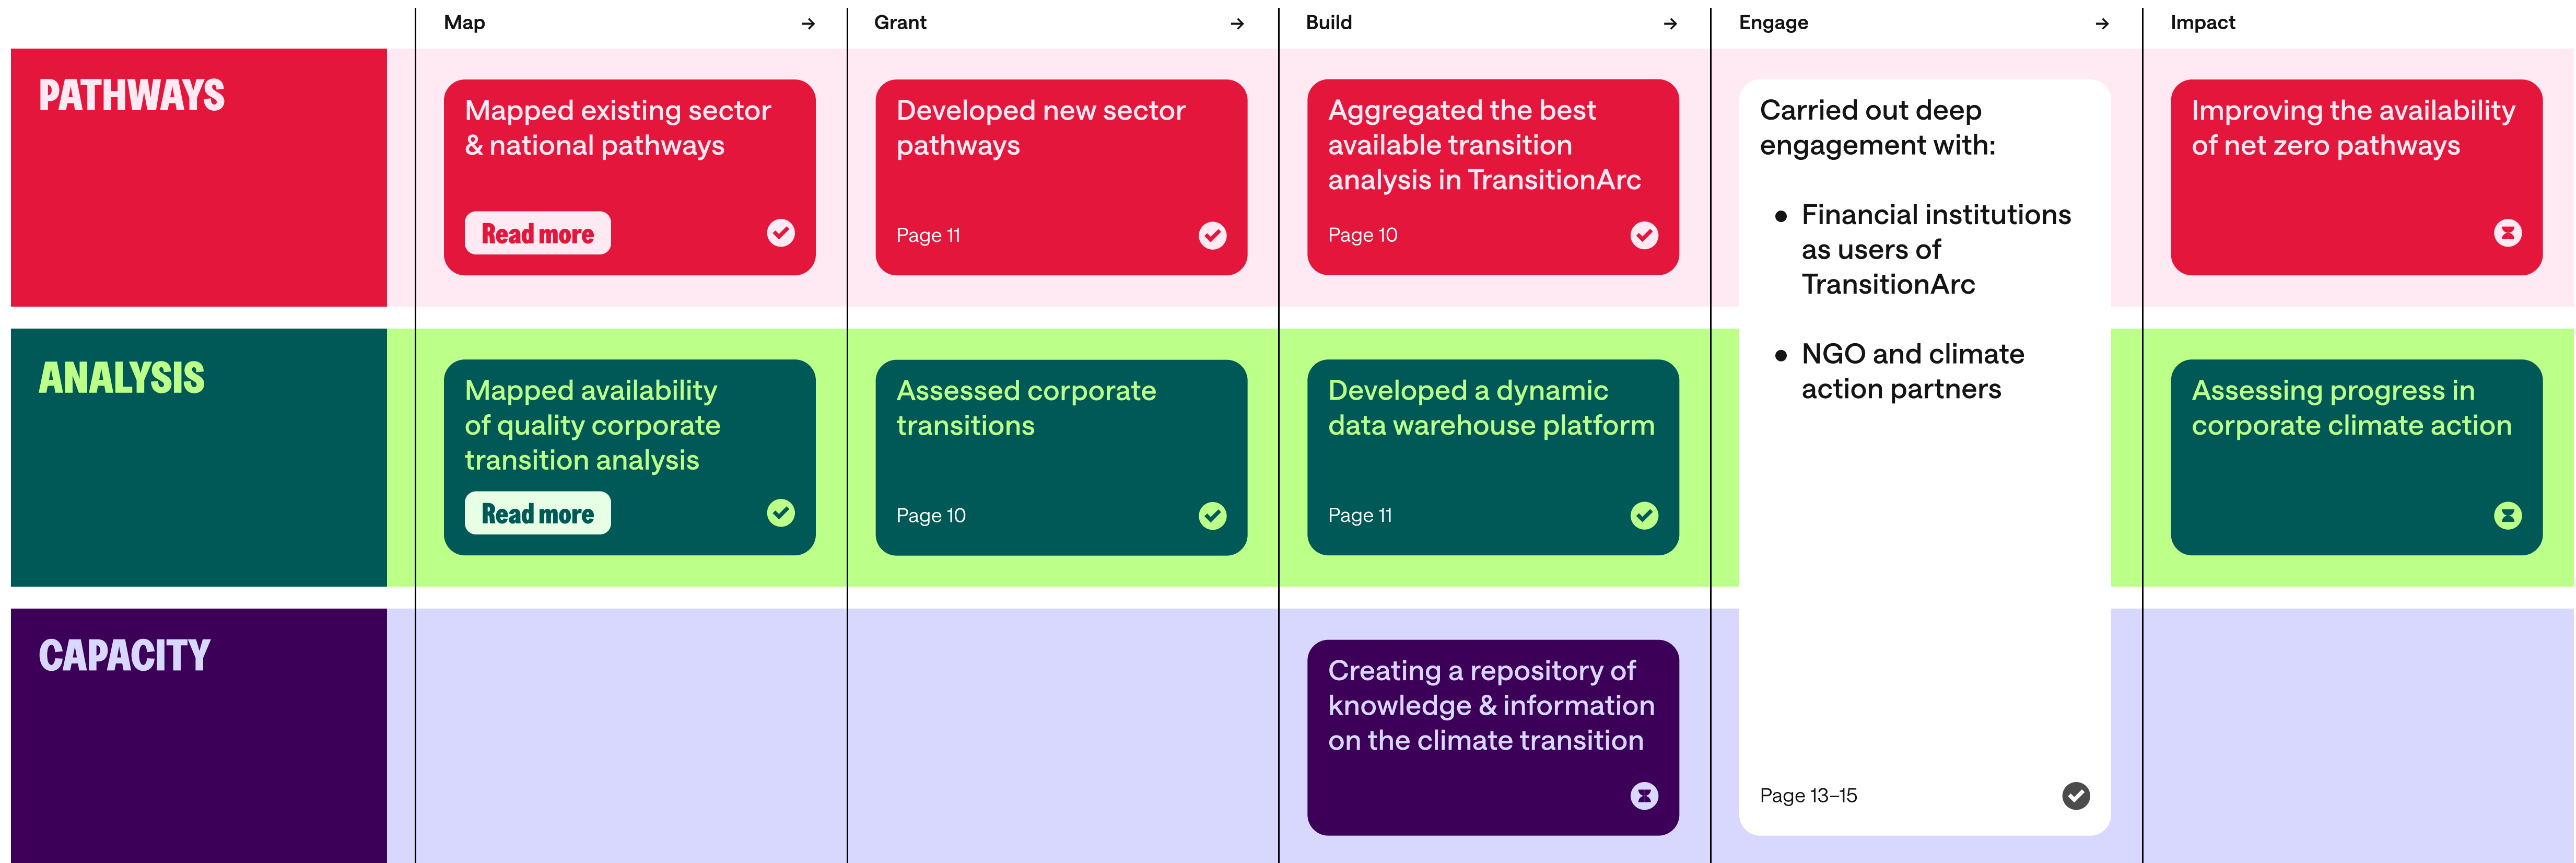 Map →
Grant →
Build →
Engage →
Impact
PATHWAYS
Mapped existing sector
& national pathways
Read more
Developed new sector
pathways
Page 11
Aggregated the best
available transition
analysis in TransitionArc
Page 10
Carried out deep
engagement with:
● Financial institutions
as users of
TransitionArc
● NGO and climate
action partners
Page 13–15
Improving the availability
of net zero pathways
ANALYSIS
Mapped availability
of quality corporate
transition analysis
Read more
Assessed corporate
transitions
Page 10
Developed a dynamic
data warehouse platform
Page 11
Assessing progress in
corporate climate action
CAPACITY
Creating a repository of
knowledge & information
on the climate transition